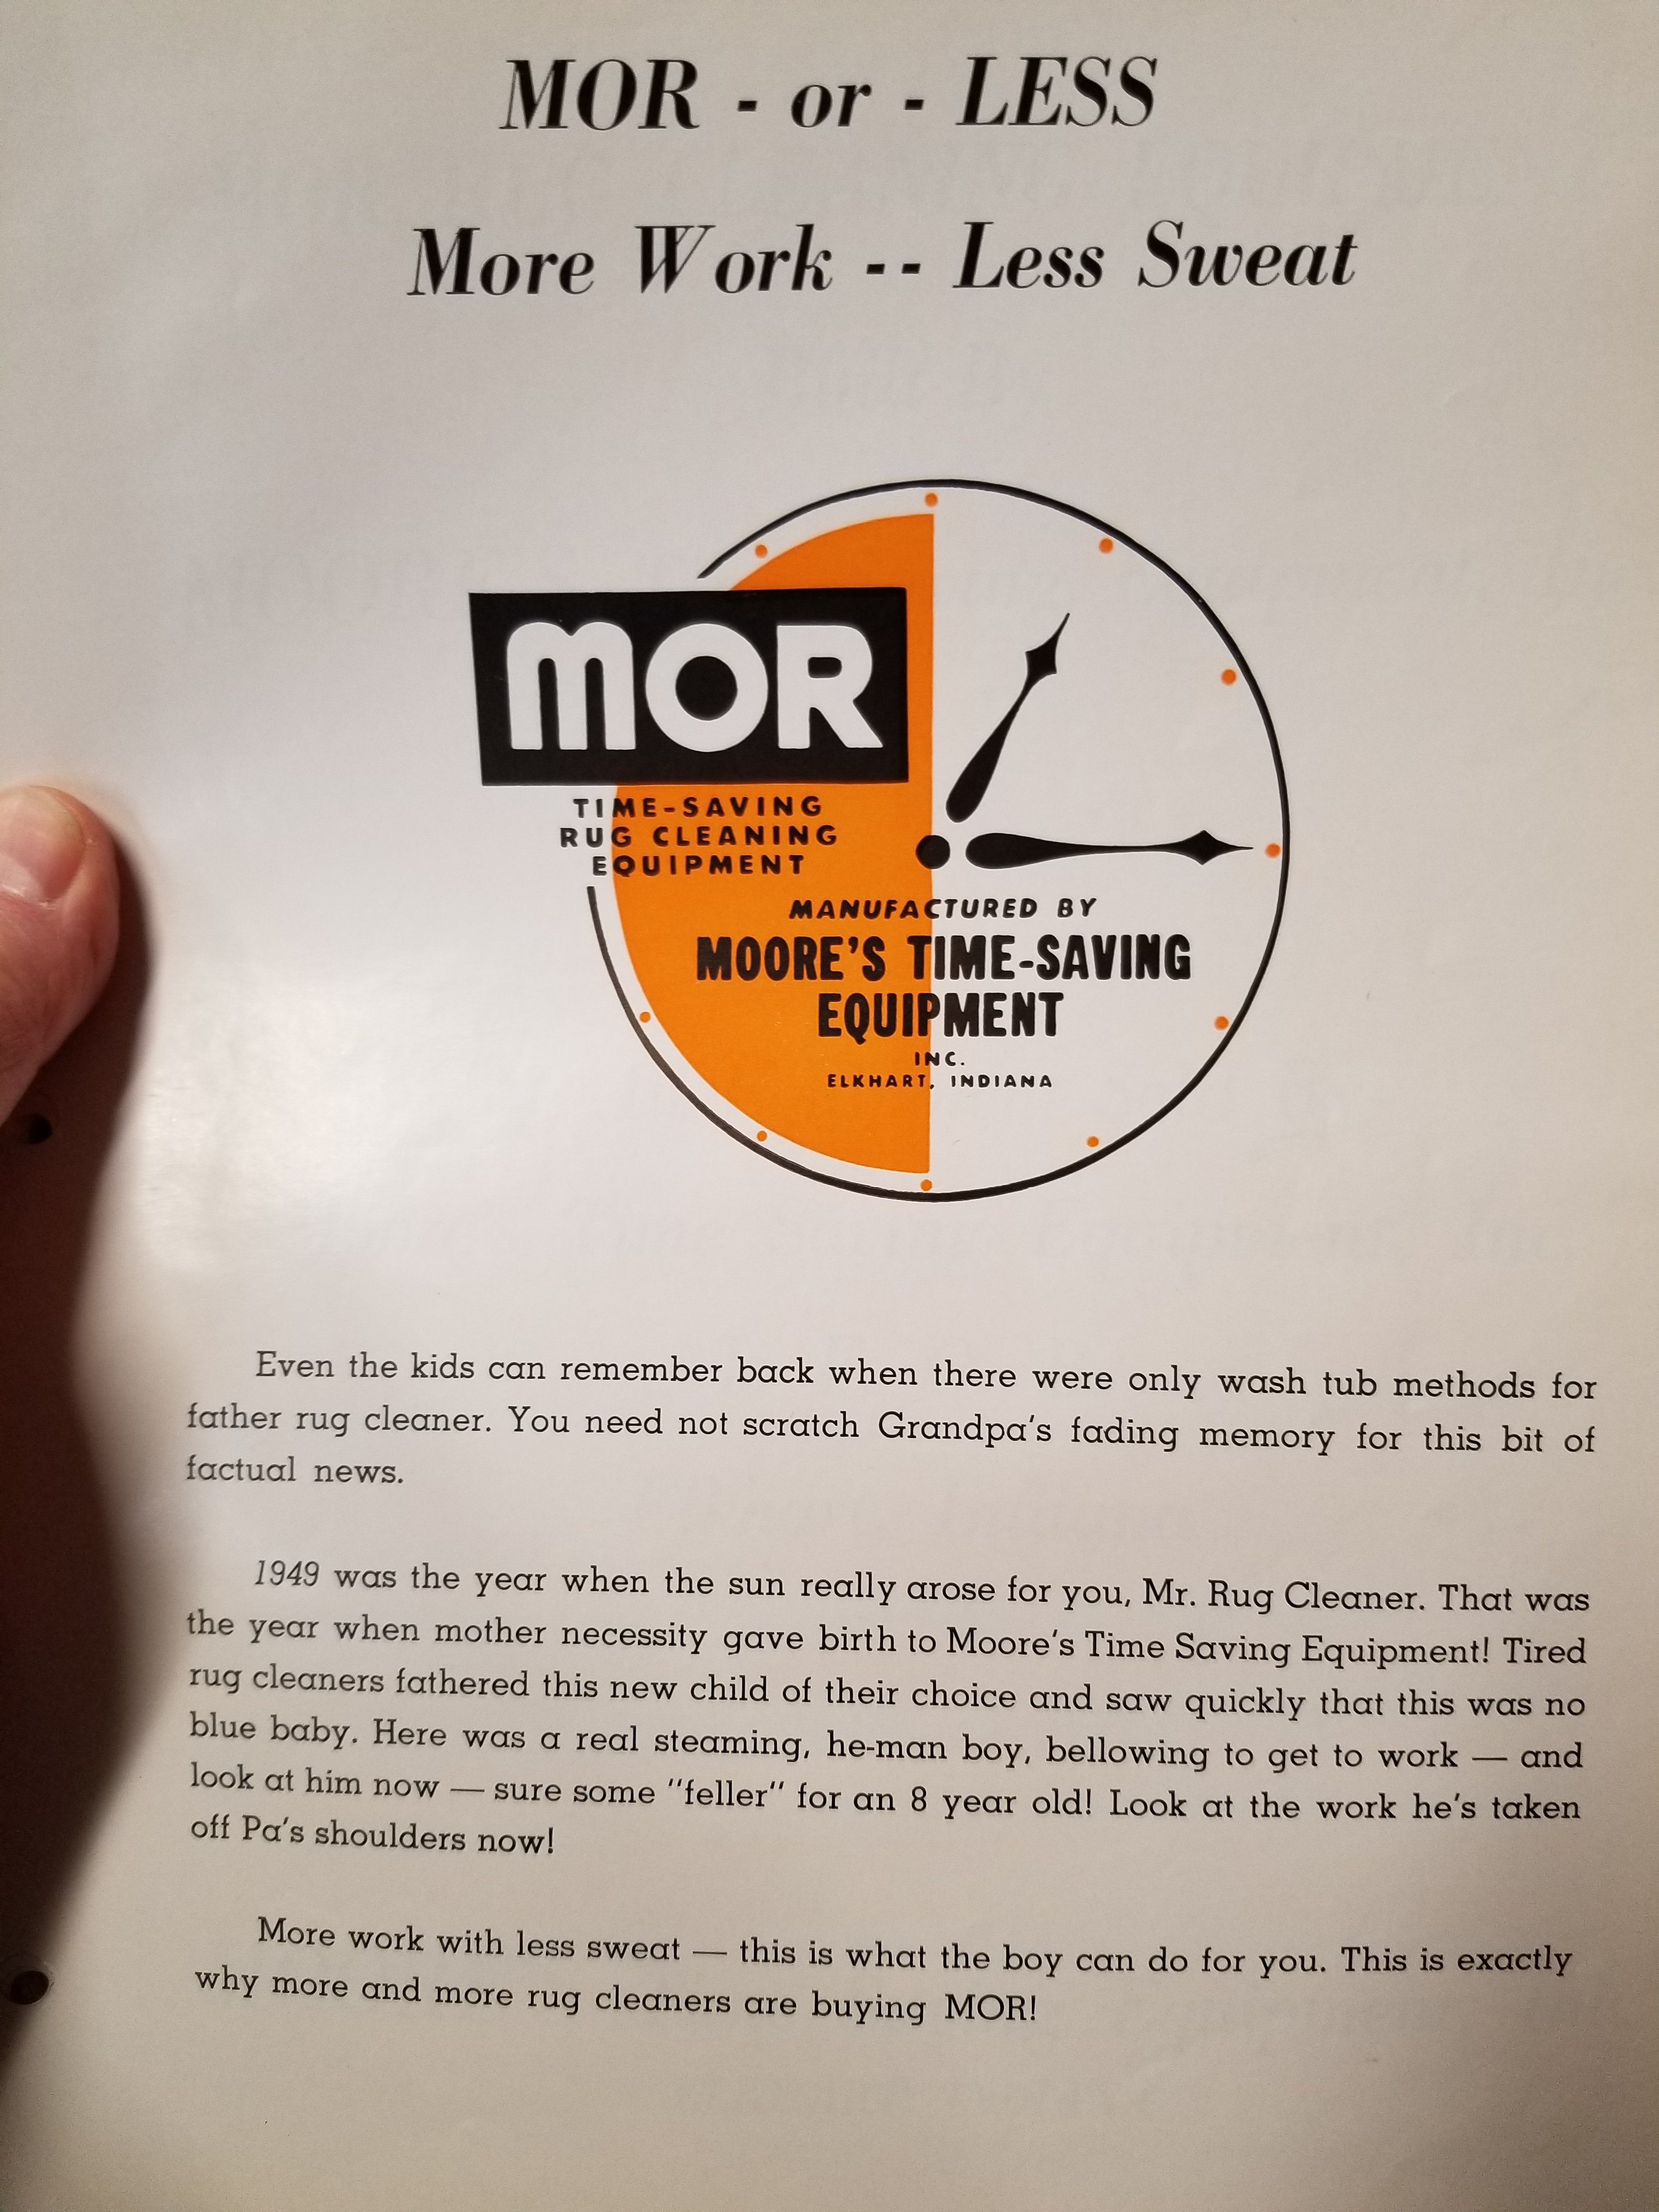 MOR - or - LESS
More Work -- Less Sweat
MOR
TIME-SAVING
RUG CLEANING
EQUIPMENT
MANUFACTURED BY
MOORE'S TIME-SAVING
EQUIPMENT
INC.
ELKHART, INDIANA
Even the kids can remember back when there were only wash tub methods for
father rug cleaner. You need not scratch Grandpa's fading memory for this bit of
factual news.
1949 was the year when the sun really arose for you, Mr. Rug Cleaner. That was
the year when mother necessity gave birth to Moore's Time Saving Equipment! Tired
rug cleaners fathered this new child of their choice and saw quickly that this was no
blue baby. Here was a real steaming, he-man boy, bellowing to get to work — and
look at him now — sure some "feller" for an 8 year old! Look at the work he's taken
off Pa's shoulders now!
More work with less sweat — this is what the boy can do for you. This is exactly
why more and more rug cleaners are buying MOR!